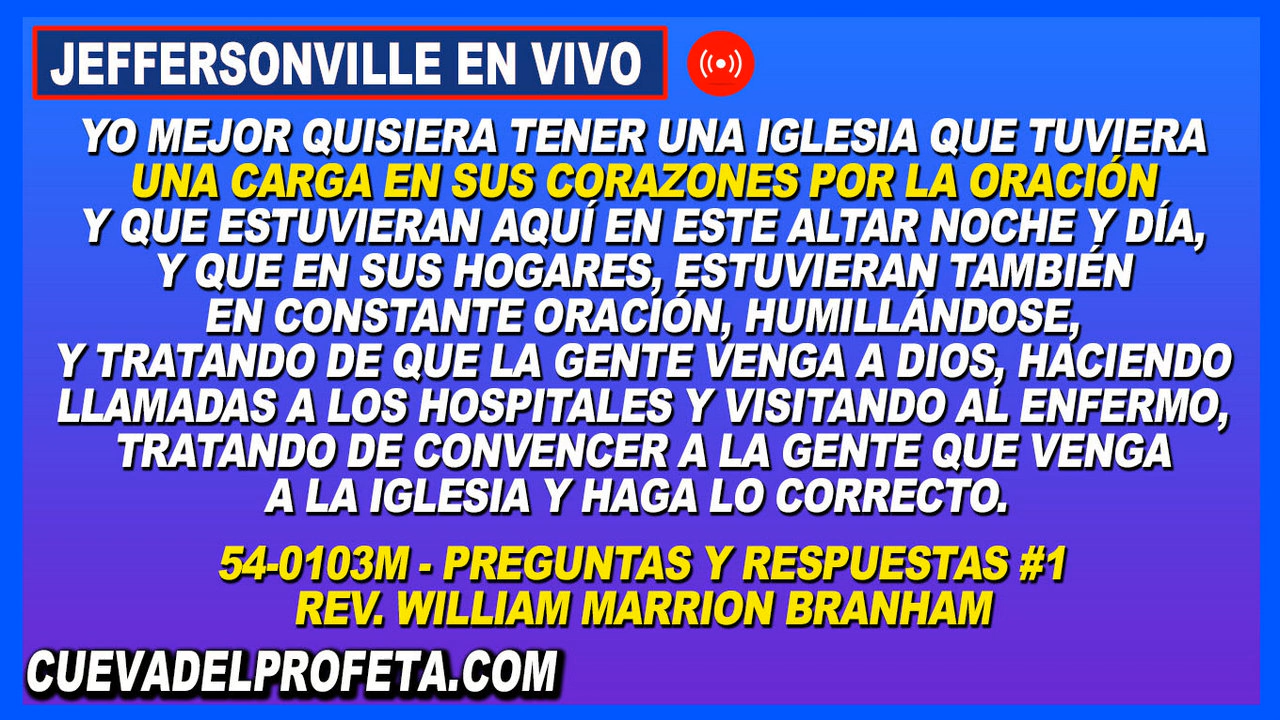 JEFFERSONVILLE EN VIVO
YO MEJOR QUISIERA TENER UNA IGLESIA QUE TUVIERA
UNA CARGA EN SUS CORAZONES POR LA ORACIÓN
Y QUE ESTUVIERAN AQUÍ EN ESTE ALTAR NOCHE Y DÍA,
Y QUE EN SUS HOGARES, ESTUVIERAN TAMBIÉN
EN CONSTANTE ORACIÓN, HUMILLÁNDOSE,
Y TRATANDO DE QUE LA GENTE VENGA A DIOS, HACIENDO
LLAMADAS A LOS HOSPITALES Y VISITANDO AL ENFERMO,
TRATANDO DE CONVENCER A LA GENTE QUE VENGA
A LA IGLESIA Y HAGA LO CORRECTO.
54-0103M - PREGUNTAS Y RESPUESTAS #1
REV. WILLIAM MARRION BRANHAM
CUEVADELPROFETA.COM